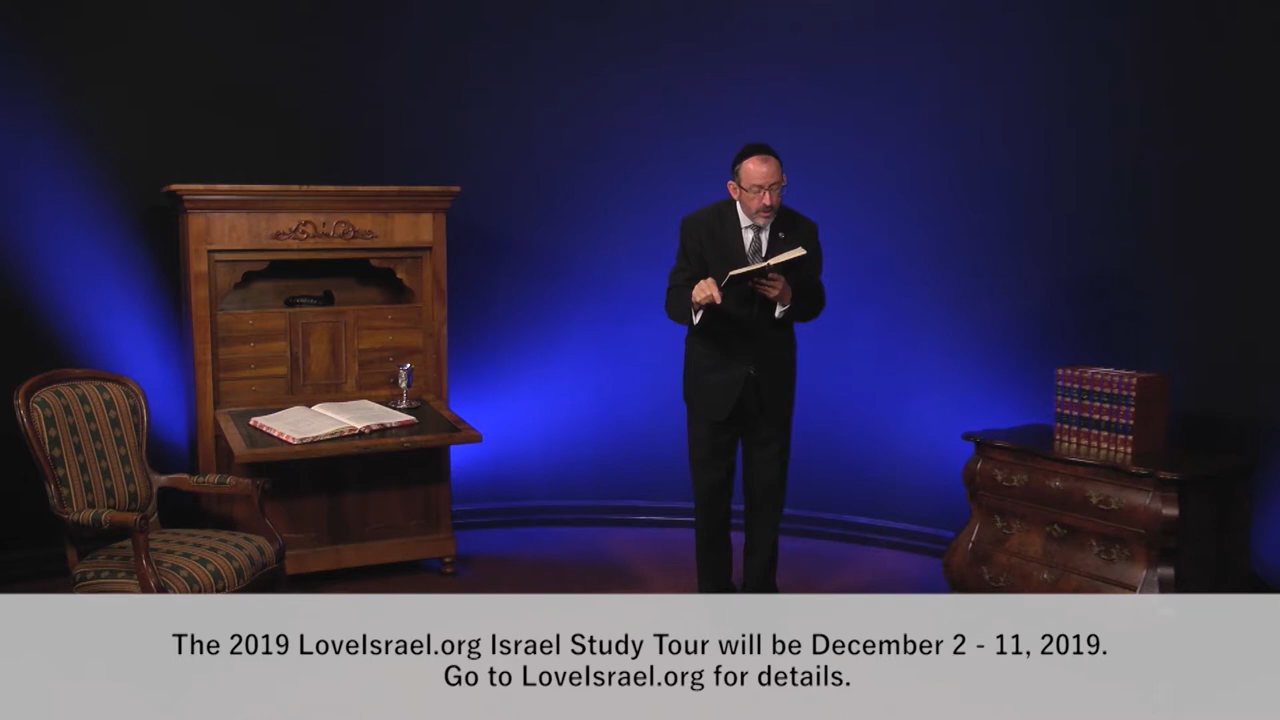 The 2019 LoveIsrael.org Israel Study Tour will be December 2 - 11, 2019.
Go to LoveIsrael.org for details.